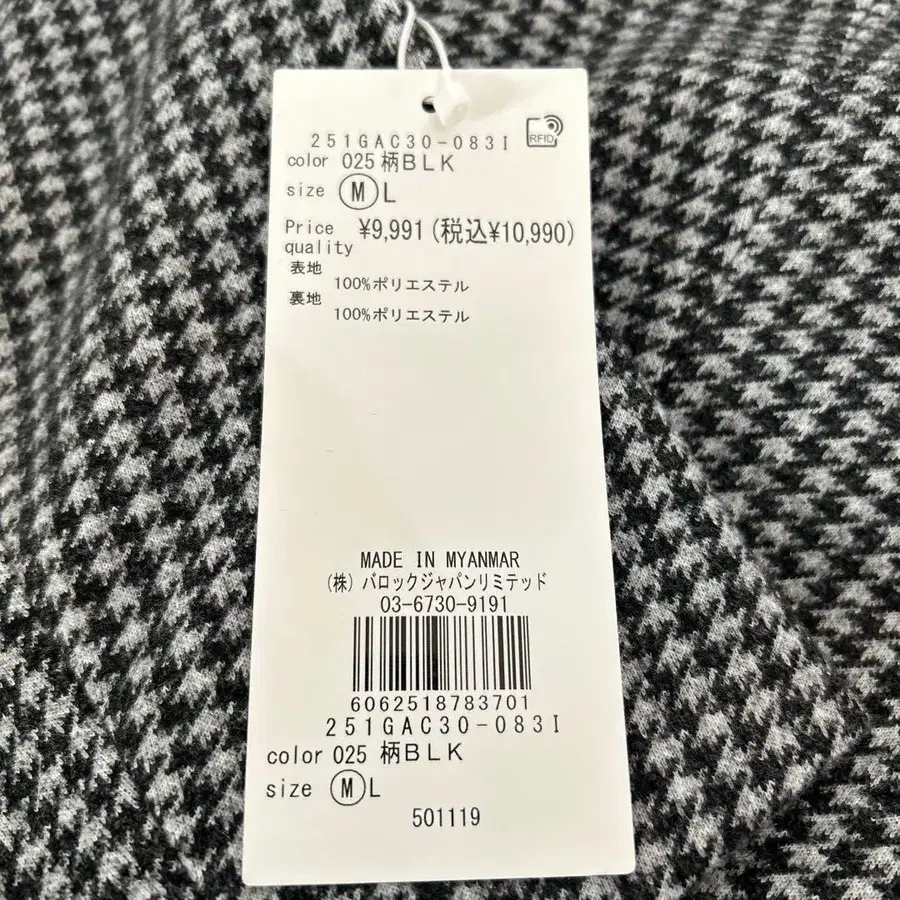 251GAC30-083I
RFID
color 025 柄BLK
size M L
Price ¥9,991 (税込¥10,990)
quality
表地
100%ポリエステル
裏地
100%ポリエステル
MADE IN MYANMAR
(株) バロックジャパンリミテッド
03-6730-9191
6062518783701
251GAC30-083I
color 025 柄BLK
size M L
501119